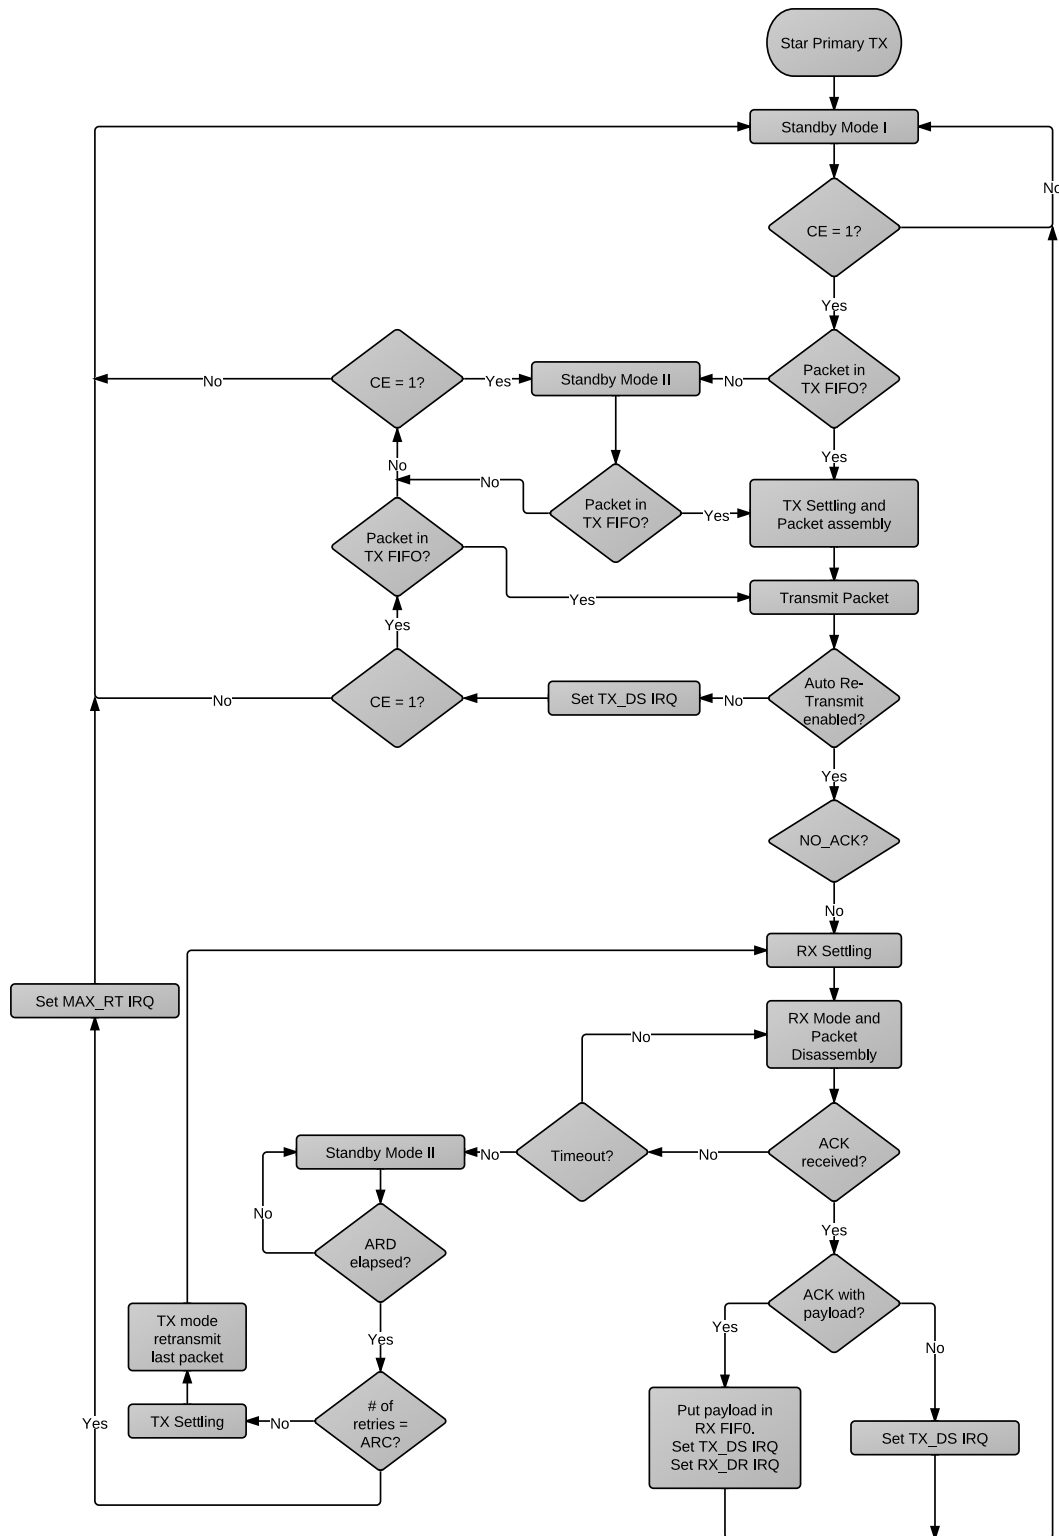 Star Primary TX
Standby Mode I
No
CE = 1?
Yes
CE = 1?
No
Yes
Standby Mode II
No
Packet in
TX FIFO?
Yes
No
No
Packet in
TX FIFO?
Yes
TX Settling and
Packet assembly
Packet in
TX FIFO?
Yes
Transmit Packet
Yes
CE = 1?
No
Set TX_DS IRQ
No
Auto Re-
Transmit
enabled?
Yes
NO_ACK?
No
RX Settling
Set MAX_RT IRQ
RX Mode and
Packet
Disassembly
No
Standby Mode II
No
Timeout?
No
ACK
received?
No
Yes
ARD
elapsed?
ACK with
payload?
TX mode
retransmit
last packet
Yes
Yes
No
# of
retries =
ARC?
No
TX Settling
Yes
Put payload in
RX FIF0.
Set TX_DS IRQ
Set RX_DR IRQ
Set TX_DS IRQ